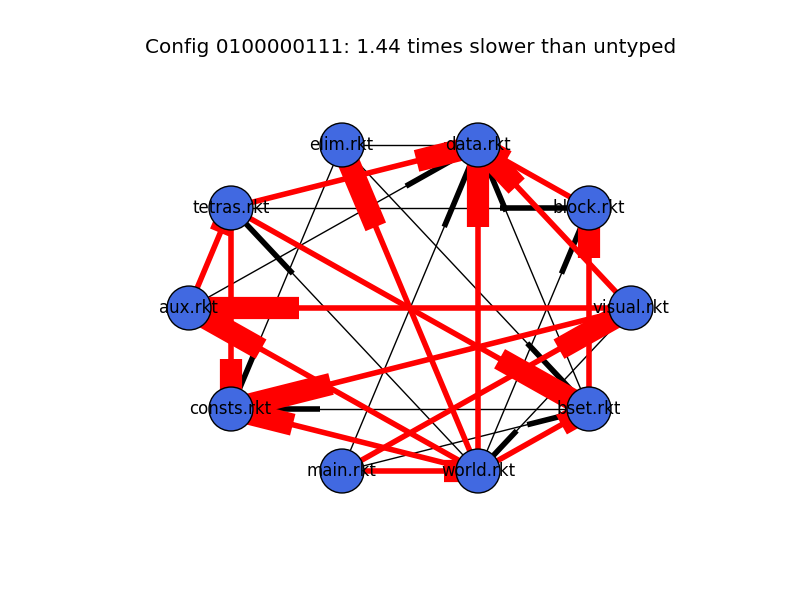 Config 0100000111: 1.44 times slower than untyped
elim.rkt
data.rkt
tetras.rkt
block.rkt
aux.rkt
visual.rkt
consts.rkt
bset.rkt
main.rkt
world.rkt